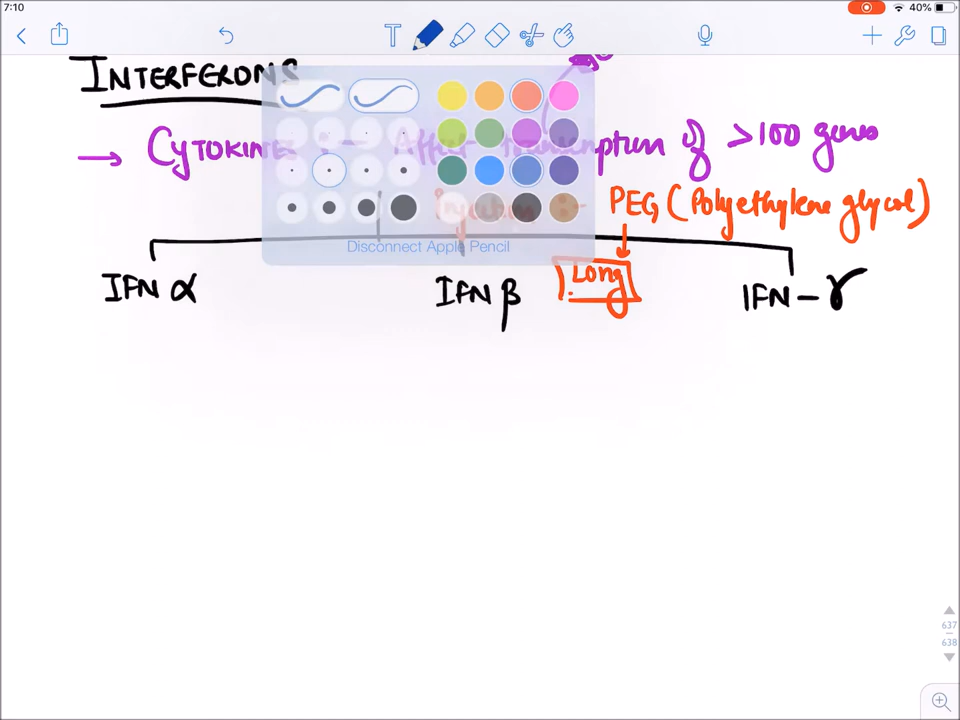 7:10
40%
T
INTERFERONS
→ CYTOKINES :- Affect transcription of >100 genes
Injection :- PEG (Polyethylene glycol)
Disconnect Apple Pencil
IFN α IFN β Long IFN-γ
637
638